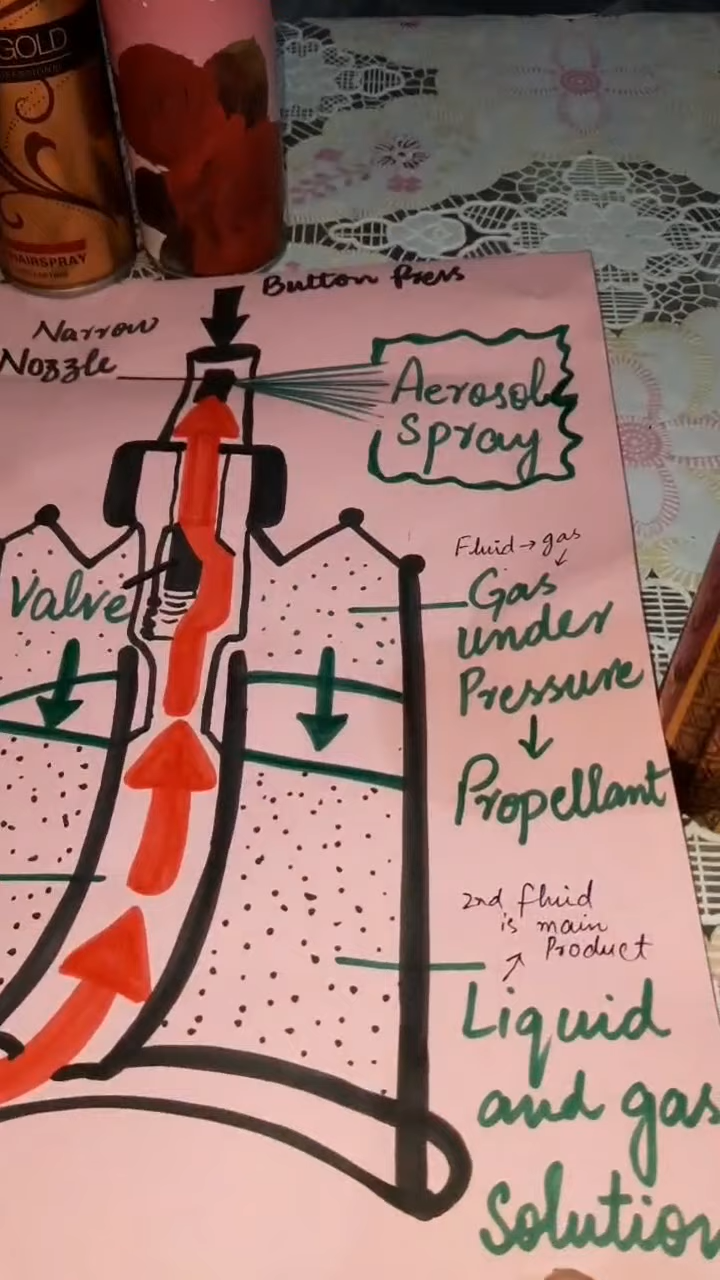 GOLD
HAIRSPRAY
Button Press
Narrow
Nozzle
Aerosol
Spray
Fluid → gas
Valve
Gas
under
Pressure
Propellant
2nd fluid
is main
Product
Liquid
and gas
Solution